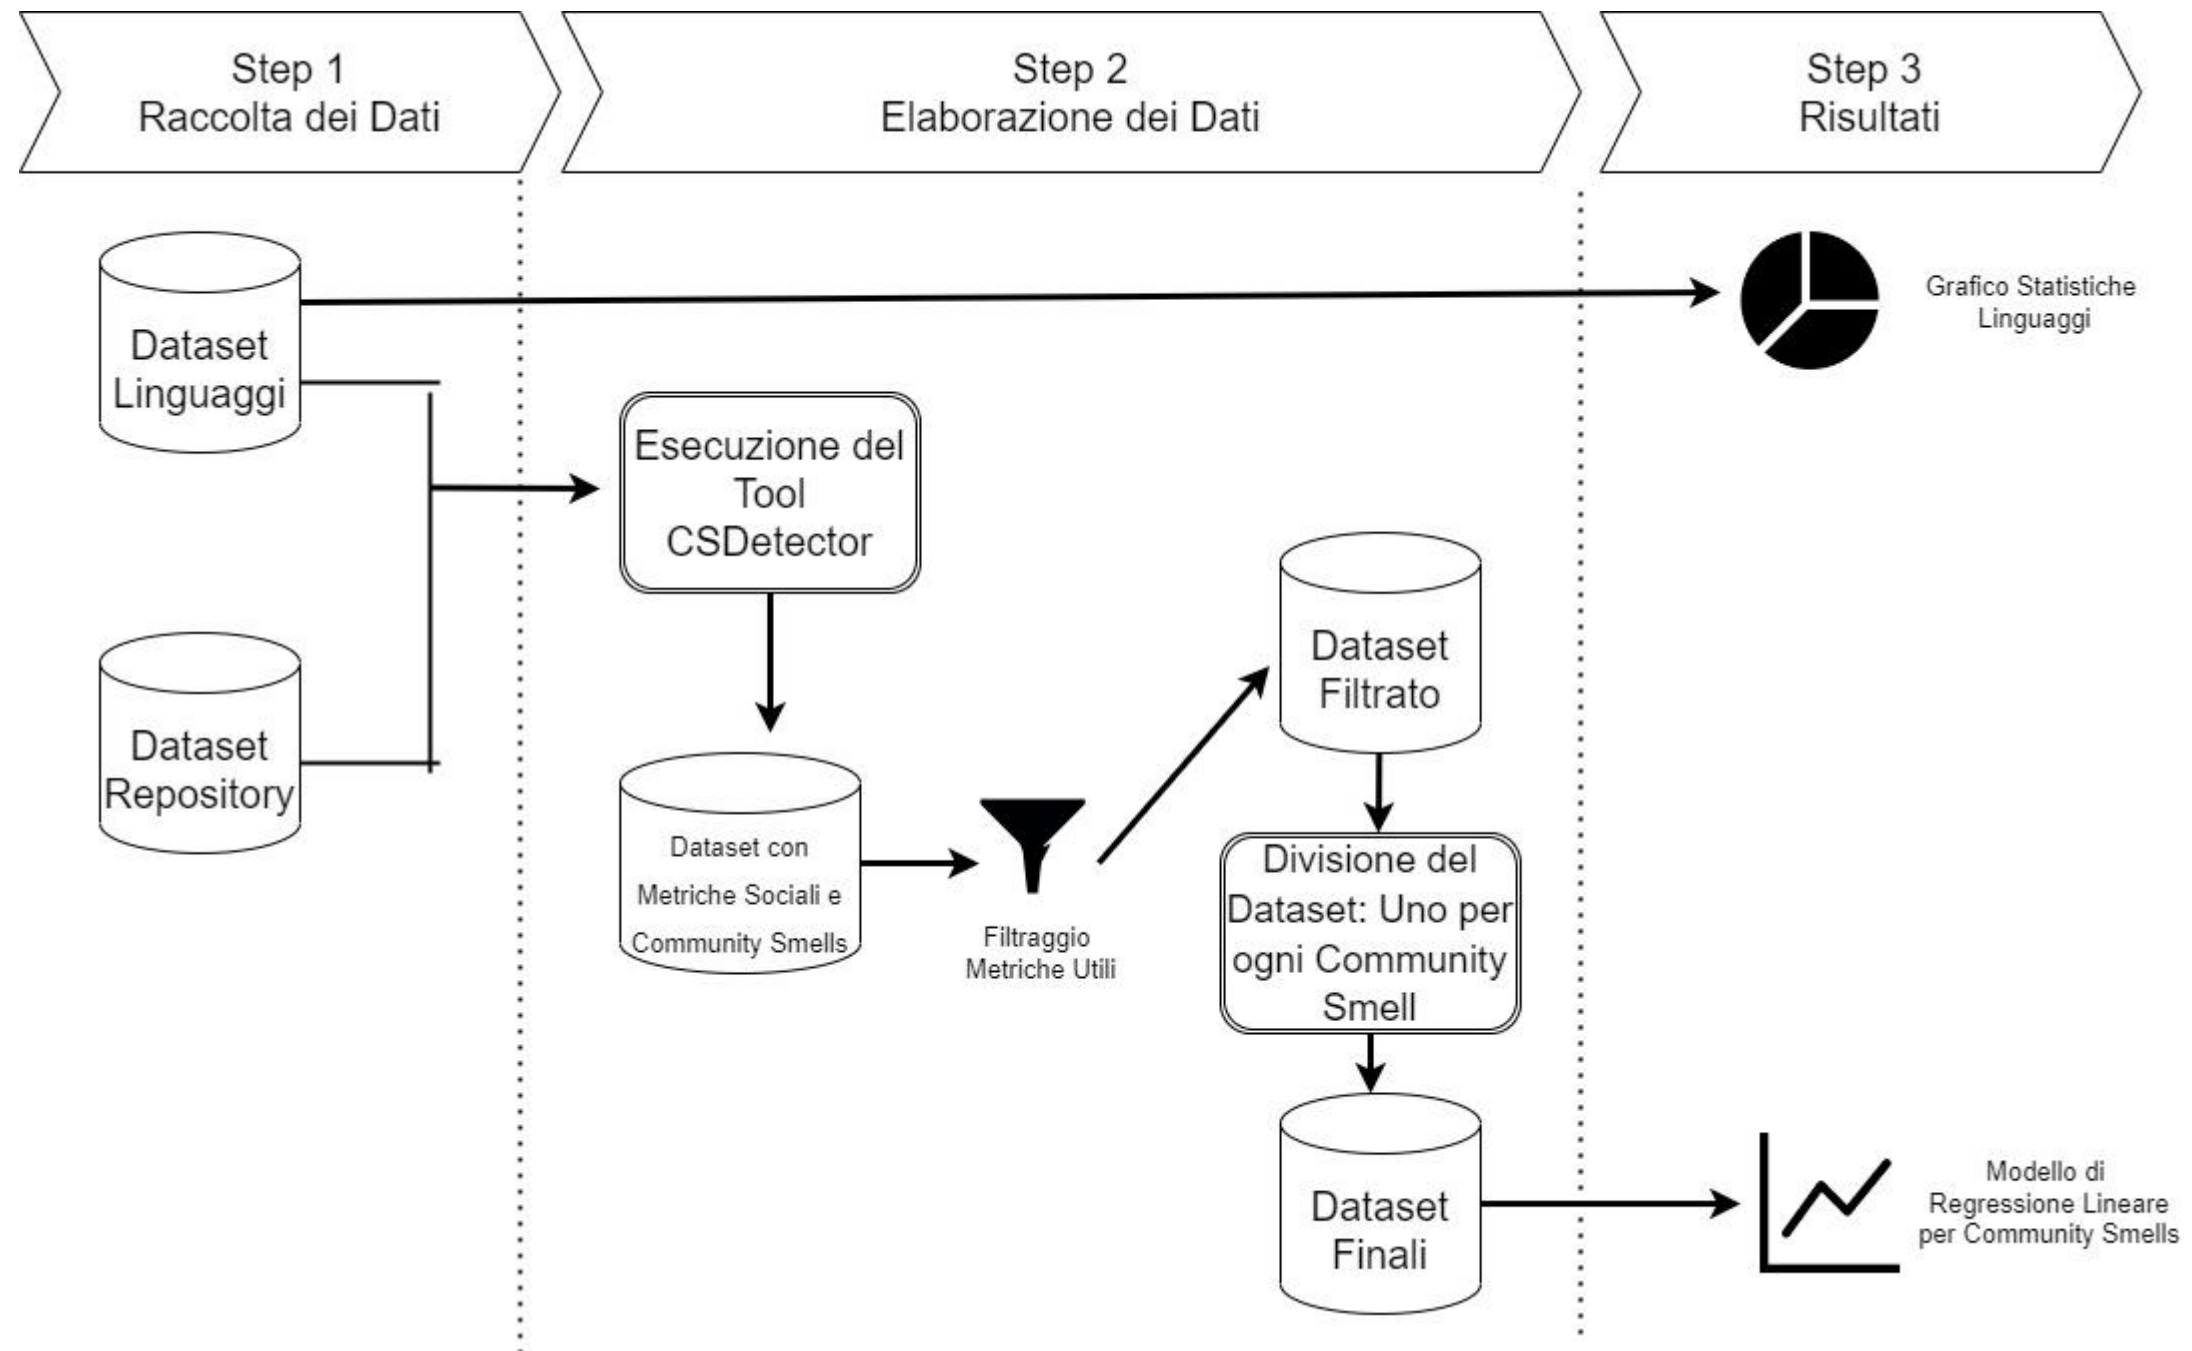 Step 1
Raccolta dei Dati
Step 2
Elaborazione dei Dati
Step 3
Risultati
Dataset
Linguaggi
Grafico Statistiche
Linguaggi
Esecuzione del
Tool
CSDetector
Dataset
Repository
Dataset con
Metriche Sociali e
Community Smells
Filtraggio
Metriche Utili
Dataset
Filtrato
Divisione del
Dataset: Uno per
ogni Community
Smell
Dataset
Finali
Modello di
Regressione Lineare
per Community Smells